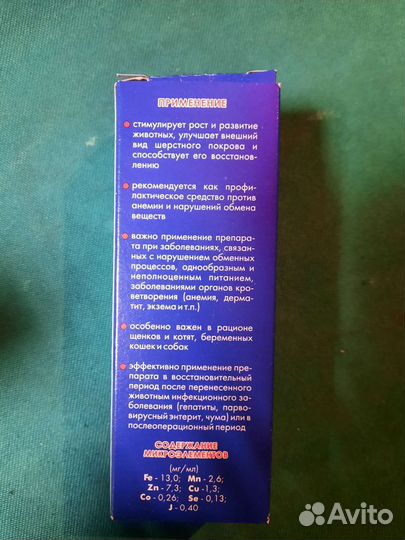 ПРИМЕНЕНИЕ
• стимулирует рост и развитие
животных, улучшает внешний
вид шерстного покрова и
способствует его восстанов-
лению
• рекомендуется как профи-
лактическое средство против
анемии и нарушений обмена
веществ
• важно применение препара-
та при заболеваниях, связан-
ных с нарушением обменных
процессов, однообразным и
неполноценным питанием,
заболеваниями органов кро-
ветворения (анемия, дерма-
тит, экзема и т.п.)
• особенно важен в рационе
щенков и котят, беременных
кошек и собак
• эффективно применение пре-
парата в восстановительный
период после перенесенного
животным инфекционного за-
болевания (гепатиты, парво-
вирусный энтерит, чума) или в
послеоперационный период
СОДЕРЖАНИЕ
МИКРОЭЛЕМЕНТОВ
(мг/мл)
Fe - 13,0; Mn - 2,6;
Zn - 7,3; Cu -1,3;
Co - 0,26; Se - 0,13;
J - 0,40
Avito